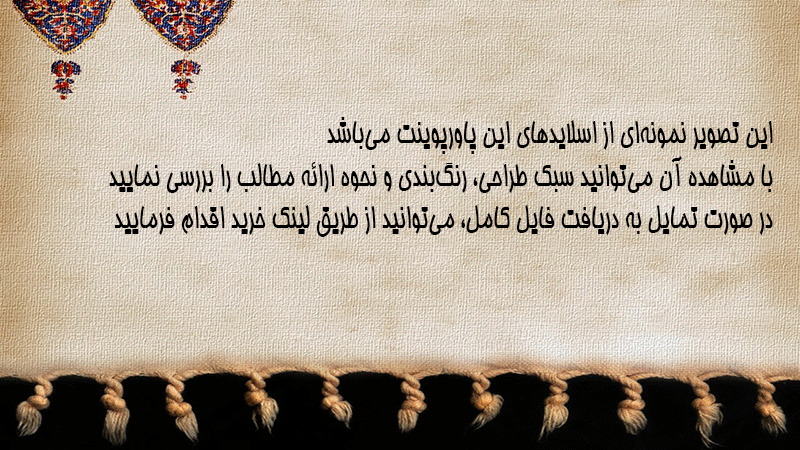 این تصویر نمونه‌ای از اسلایدهای این پاورپوینت می‌باشد
با مشاهده آن می‌توانید سبک طراحی، رنگ‌بندی و نحوه ارائه مطالب را بررسی نمایید
در صورت تمایل به دریافت فایل کامل، می‌توانید از طریق لینک خرید اقدام فرمایید